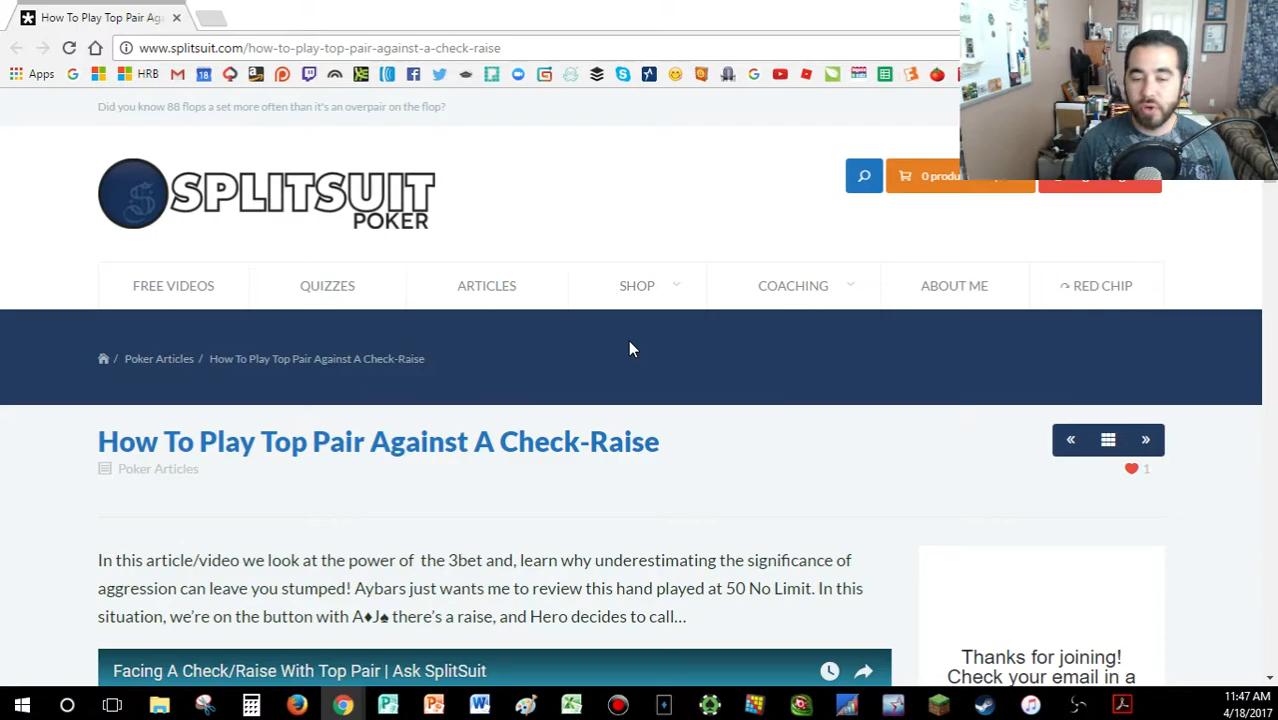 How To Play Top Pair Aga
www.splitsuit.com/how-to-play-top-pair-against-a-check-raise
Apps
HRB
18
Did you know 88 flops a set more often than it's an overpair on the flop?
SPLITSUIT
POKER
0 produ
FREE VIDEOS
QUIZZES
ARTICLES
SHOP
COACHING
ABOUT ME
RED CHIP
/ Poker Articles / How To Play Top Pair Against A Check-Raise
How To Play Top Pair Against A Check-Raise
Poker Articles
1
In this article/video we look at the power of the 3bet and, learn why underestimating the significance of
aggression can leave you stumped! Aybars just wants me to review this hand played at 50 No Limit. In this
situation, we're on the button with A♦J♠ there's a raise, and Hero decides to call…
Facing A Check/Raise With Top Pair | Ask SplitSuit
Thanks for joining!
Check your email in a
11:47 AM
4/18/2017